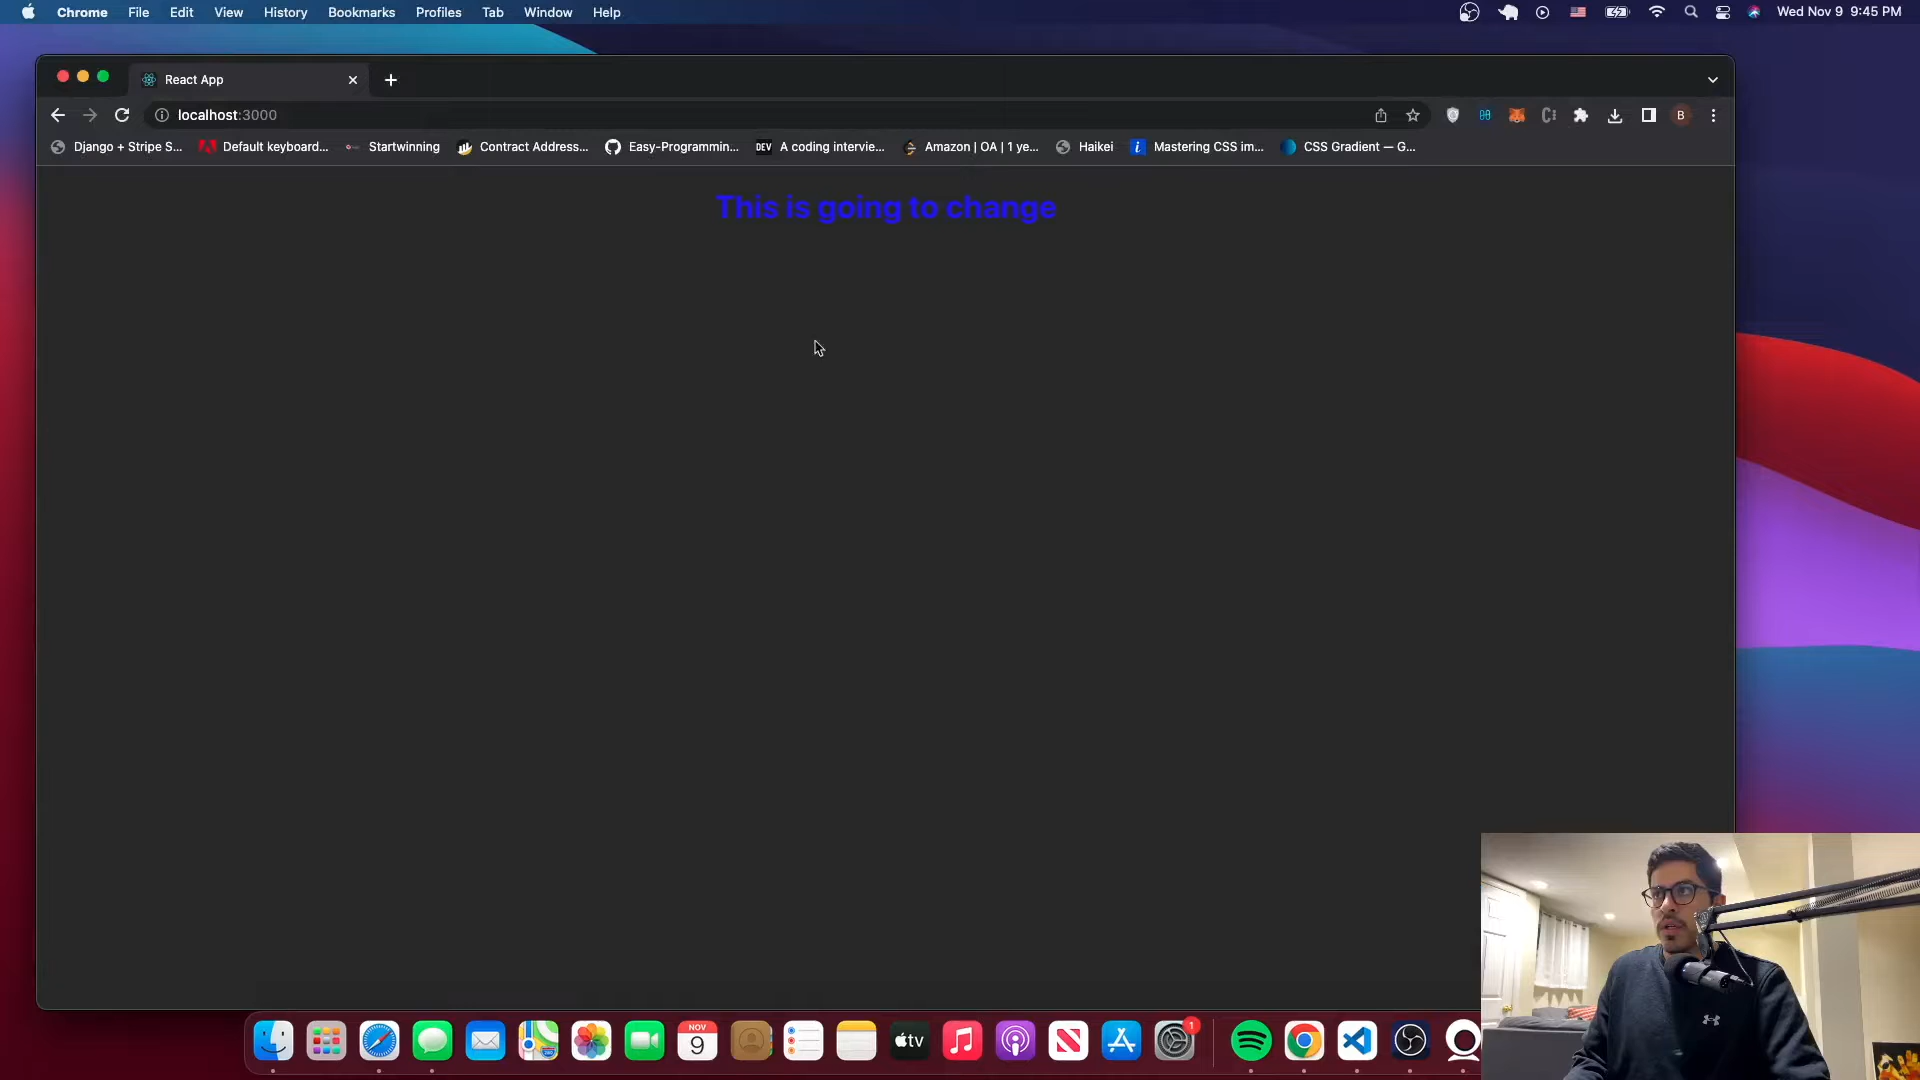 Chrome File Edit View History Bookmarks Profiles Tab Window Help Wed Nov 9 9:45 PM
React App
localhost:3000 B
Django + Stripe S... Default keyboard... Startwinning Contract Address... Easy-Programmin... DEV A coding intervie... Amazon | OA | 1 ye... Haikei i Mastering CSS im... CSS Gradient — G...
This is going to change
NOV
9
tv
1